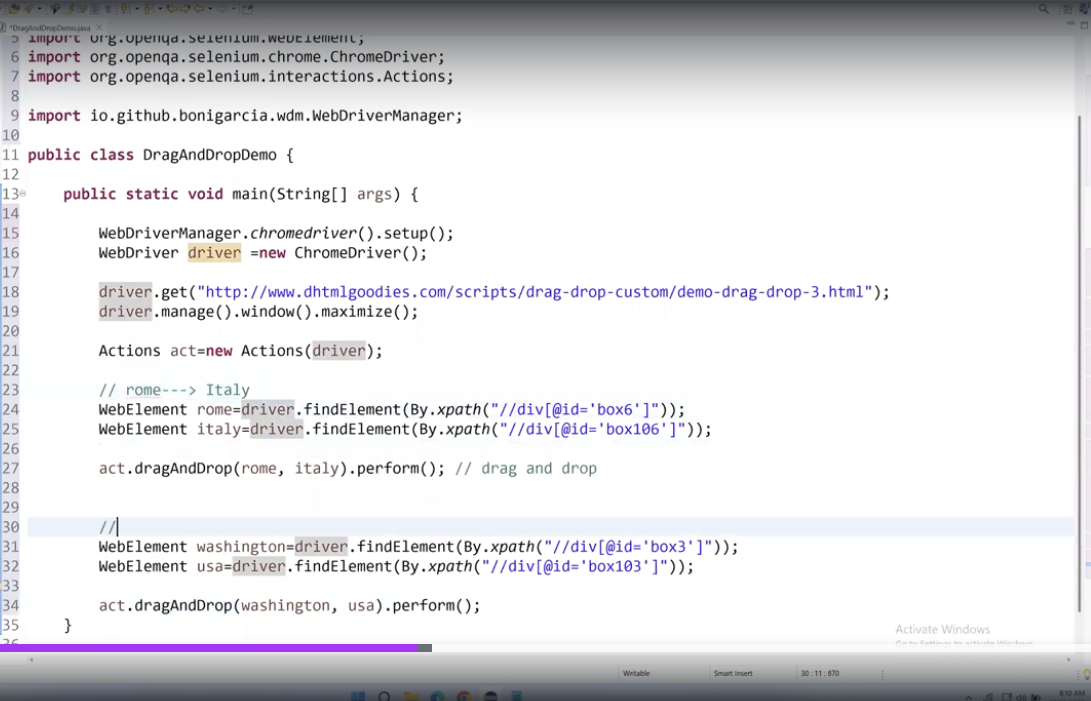 *DragAndDropDemo.java
5 import org.openqa.selenium.WebElement;
6 import org.openqa.selenium.chrome.ChromeDriver;
7 import org.openqa.selenium.interactions.Actions;
8
9 import io.github.bonigarcia.wdm.WebDriverManager;
10
11 public class DragAndDropDemo {
12
13 public static void main(String[] args) {
14
15 WebDriverManager.chromedriver().setup();
16 WebDriver driver =new ChromeDriver();
17
18 driver.get("http://www.dhtmlgoodies.com/scripts/drag-drop-custom/demo-drag-drop-3.html");
19 driver.manage().window().maximize();
20
21 Actions act=new Actions(driver);
22
23 // rome---> Italy
24 WebElement rome=driver.findElement(By.xpath("//div[@id='box6']"));
25 WebElement italy=driver.findElement(By.xpath("//div[@id='box106']"));
26
27 act.dragAndDrop(rome, italy).perform(); // drag and drop
28
29
30 //
31 WebElement washington=driver.findElement(By.xpath("//div[@id='box3']"));
32 WebElement usa=driver.findElement(By.xpath("//div[@id='box103']"));
33
34 act.dragAndDrop(washington, usa).perform();
35 }
36
Activate Windows
Go to Settings to activate Windows.
Writable
Smart Insert
30 : 11 : 870
8:10 AM